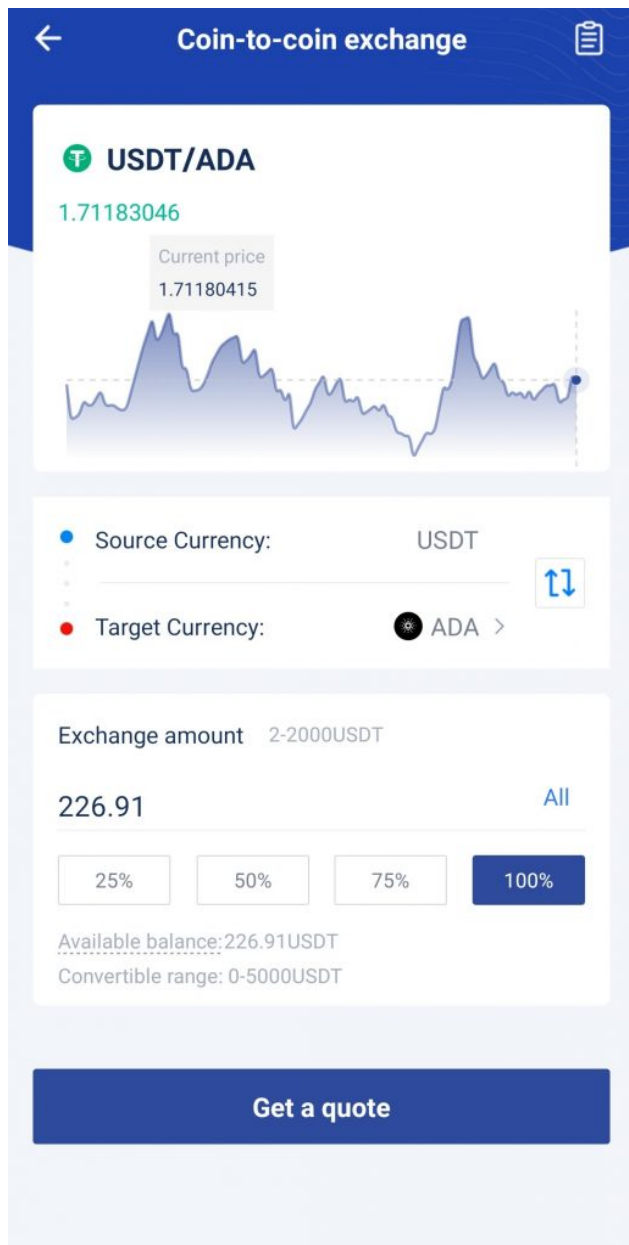 Coin-to-coin exchange
USDT/ADA
1.71183046
Current price
1.71180415
Source Currency: USDT
Target Currency: ADA >
Exchange amount 2-2000USDT
226.91 All
25% 50% 75% 100%
Available balance:226.91USDT
Convertible range: 0-5000USDT
Get a quote